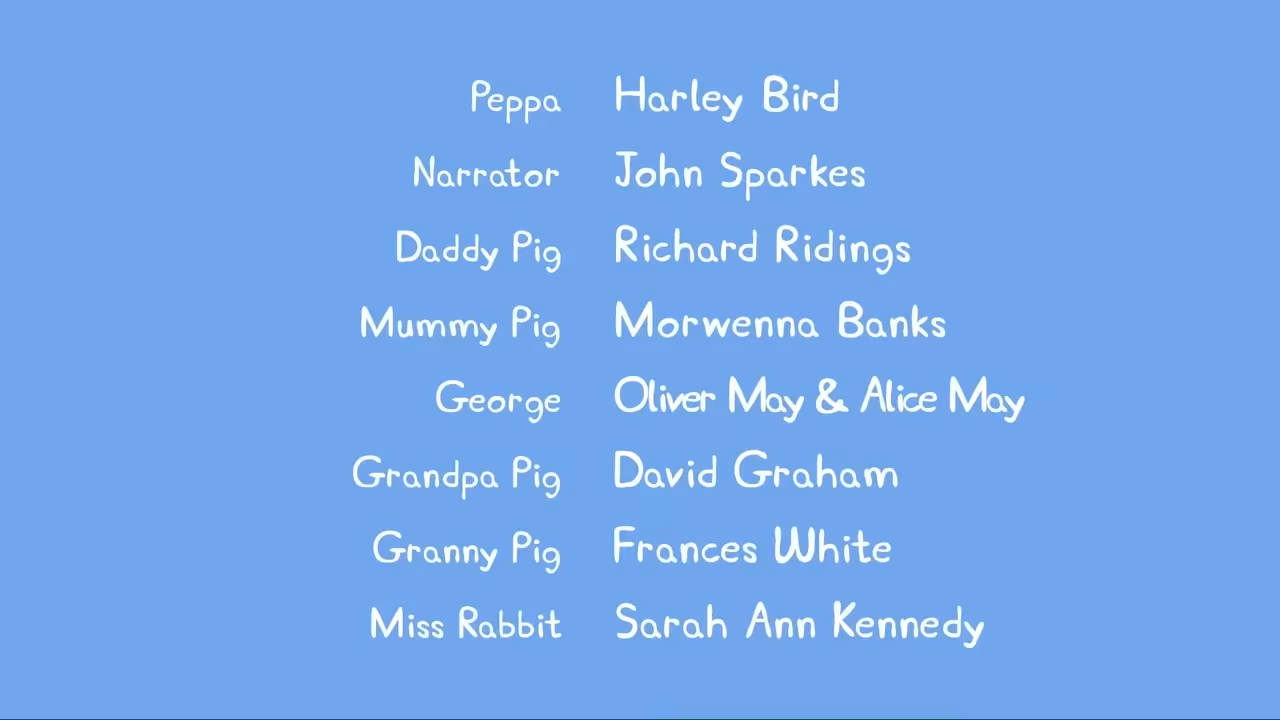 Peppa Harley Bird
Narrator John Sparkes
Daddy Pig Richard Ridings
Mummy Pig Morwenna Banks
George Oliver May & Alice May
Grandpa Pig David Graham
Granny Pig Frances White
Miss Rabbit Sarah Ann Kennedy